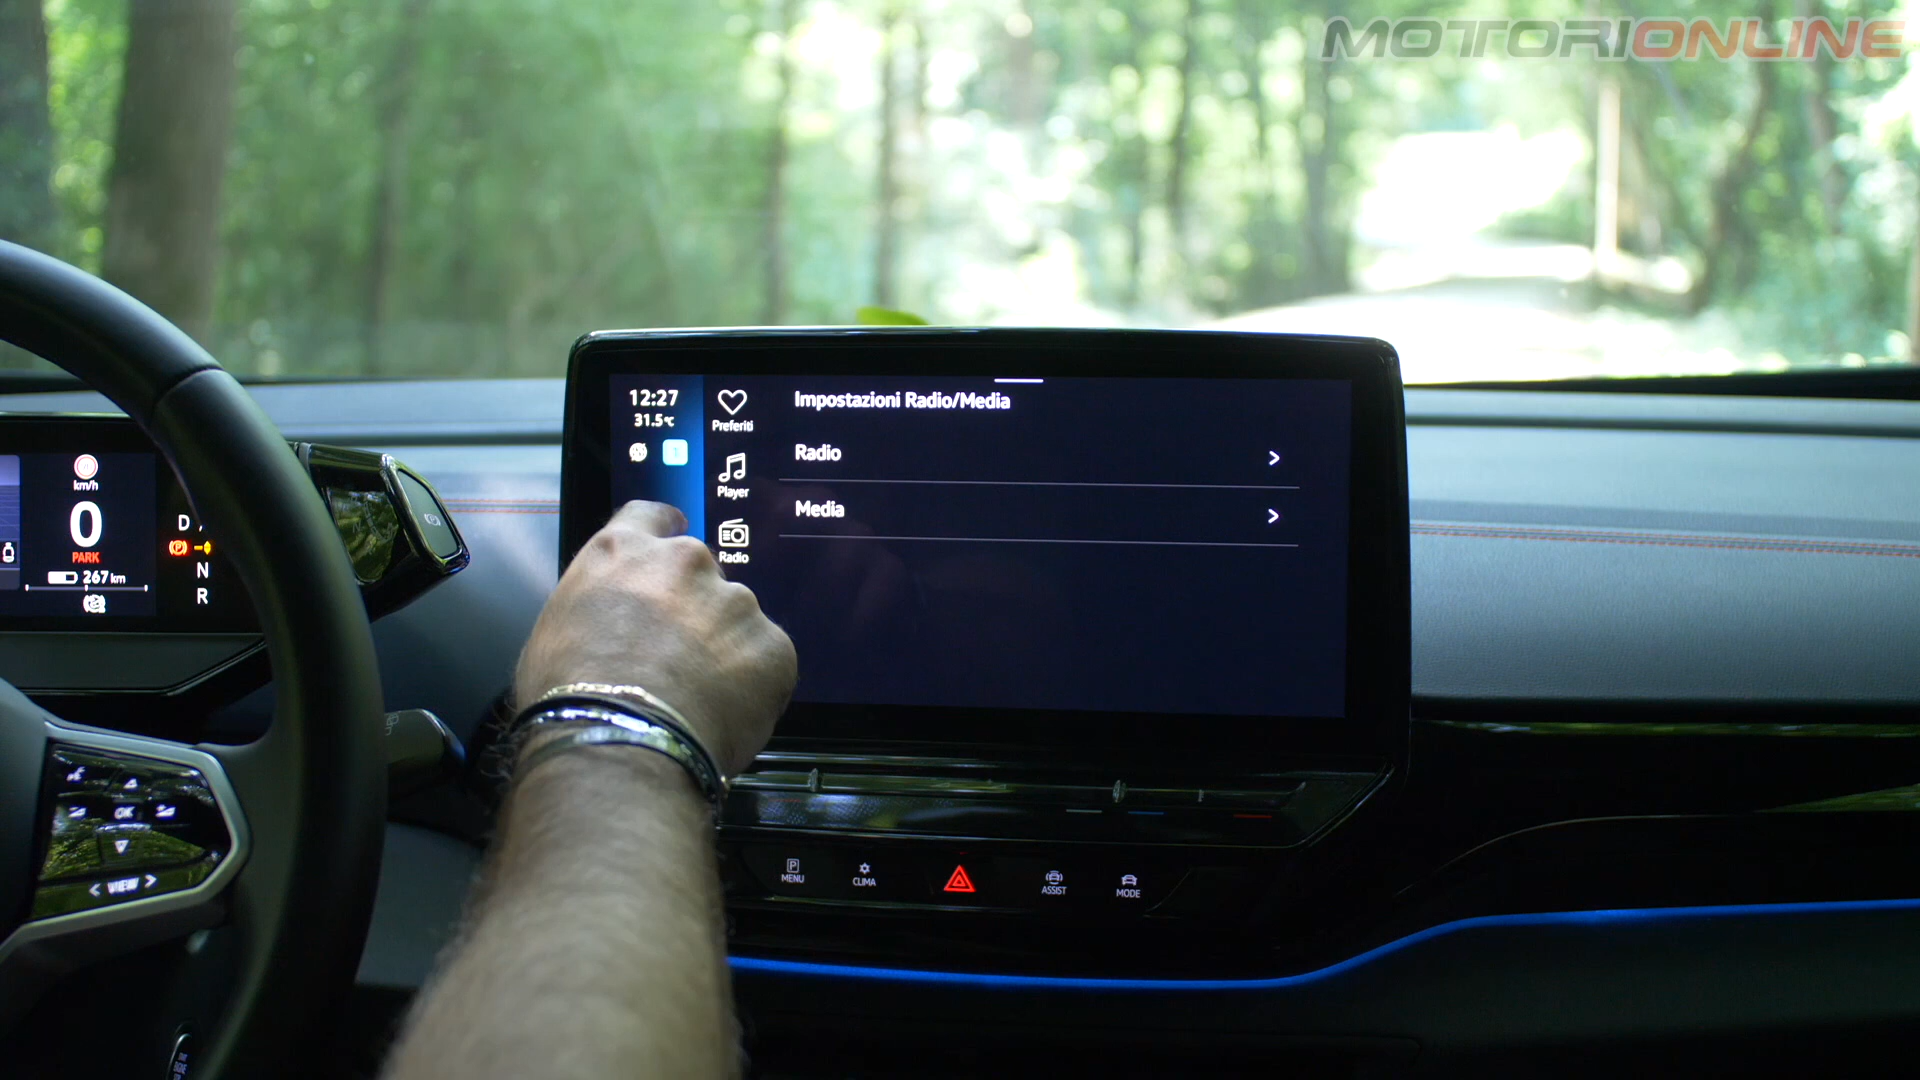 MOTORIONLINE
12:27
31.5°C
Preferiti
Player
Radio
Impostazioni Radio/Media
Radio
Media
km/h
0
PARK
267 km
D
N
R
OK
< VIEW >
P
MENU
CLIMA
ASSIST
MODE